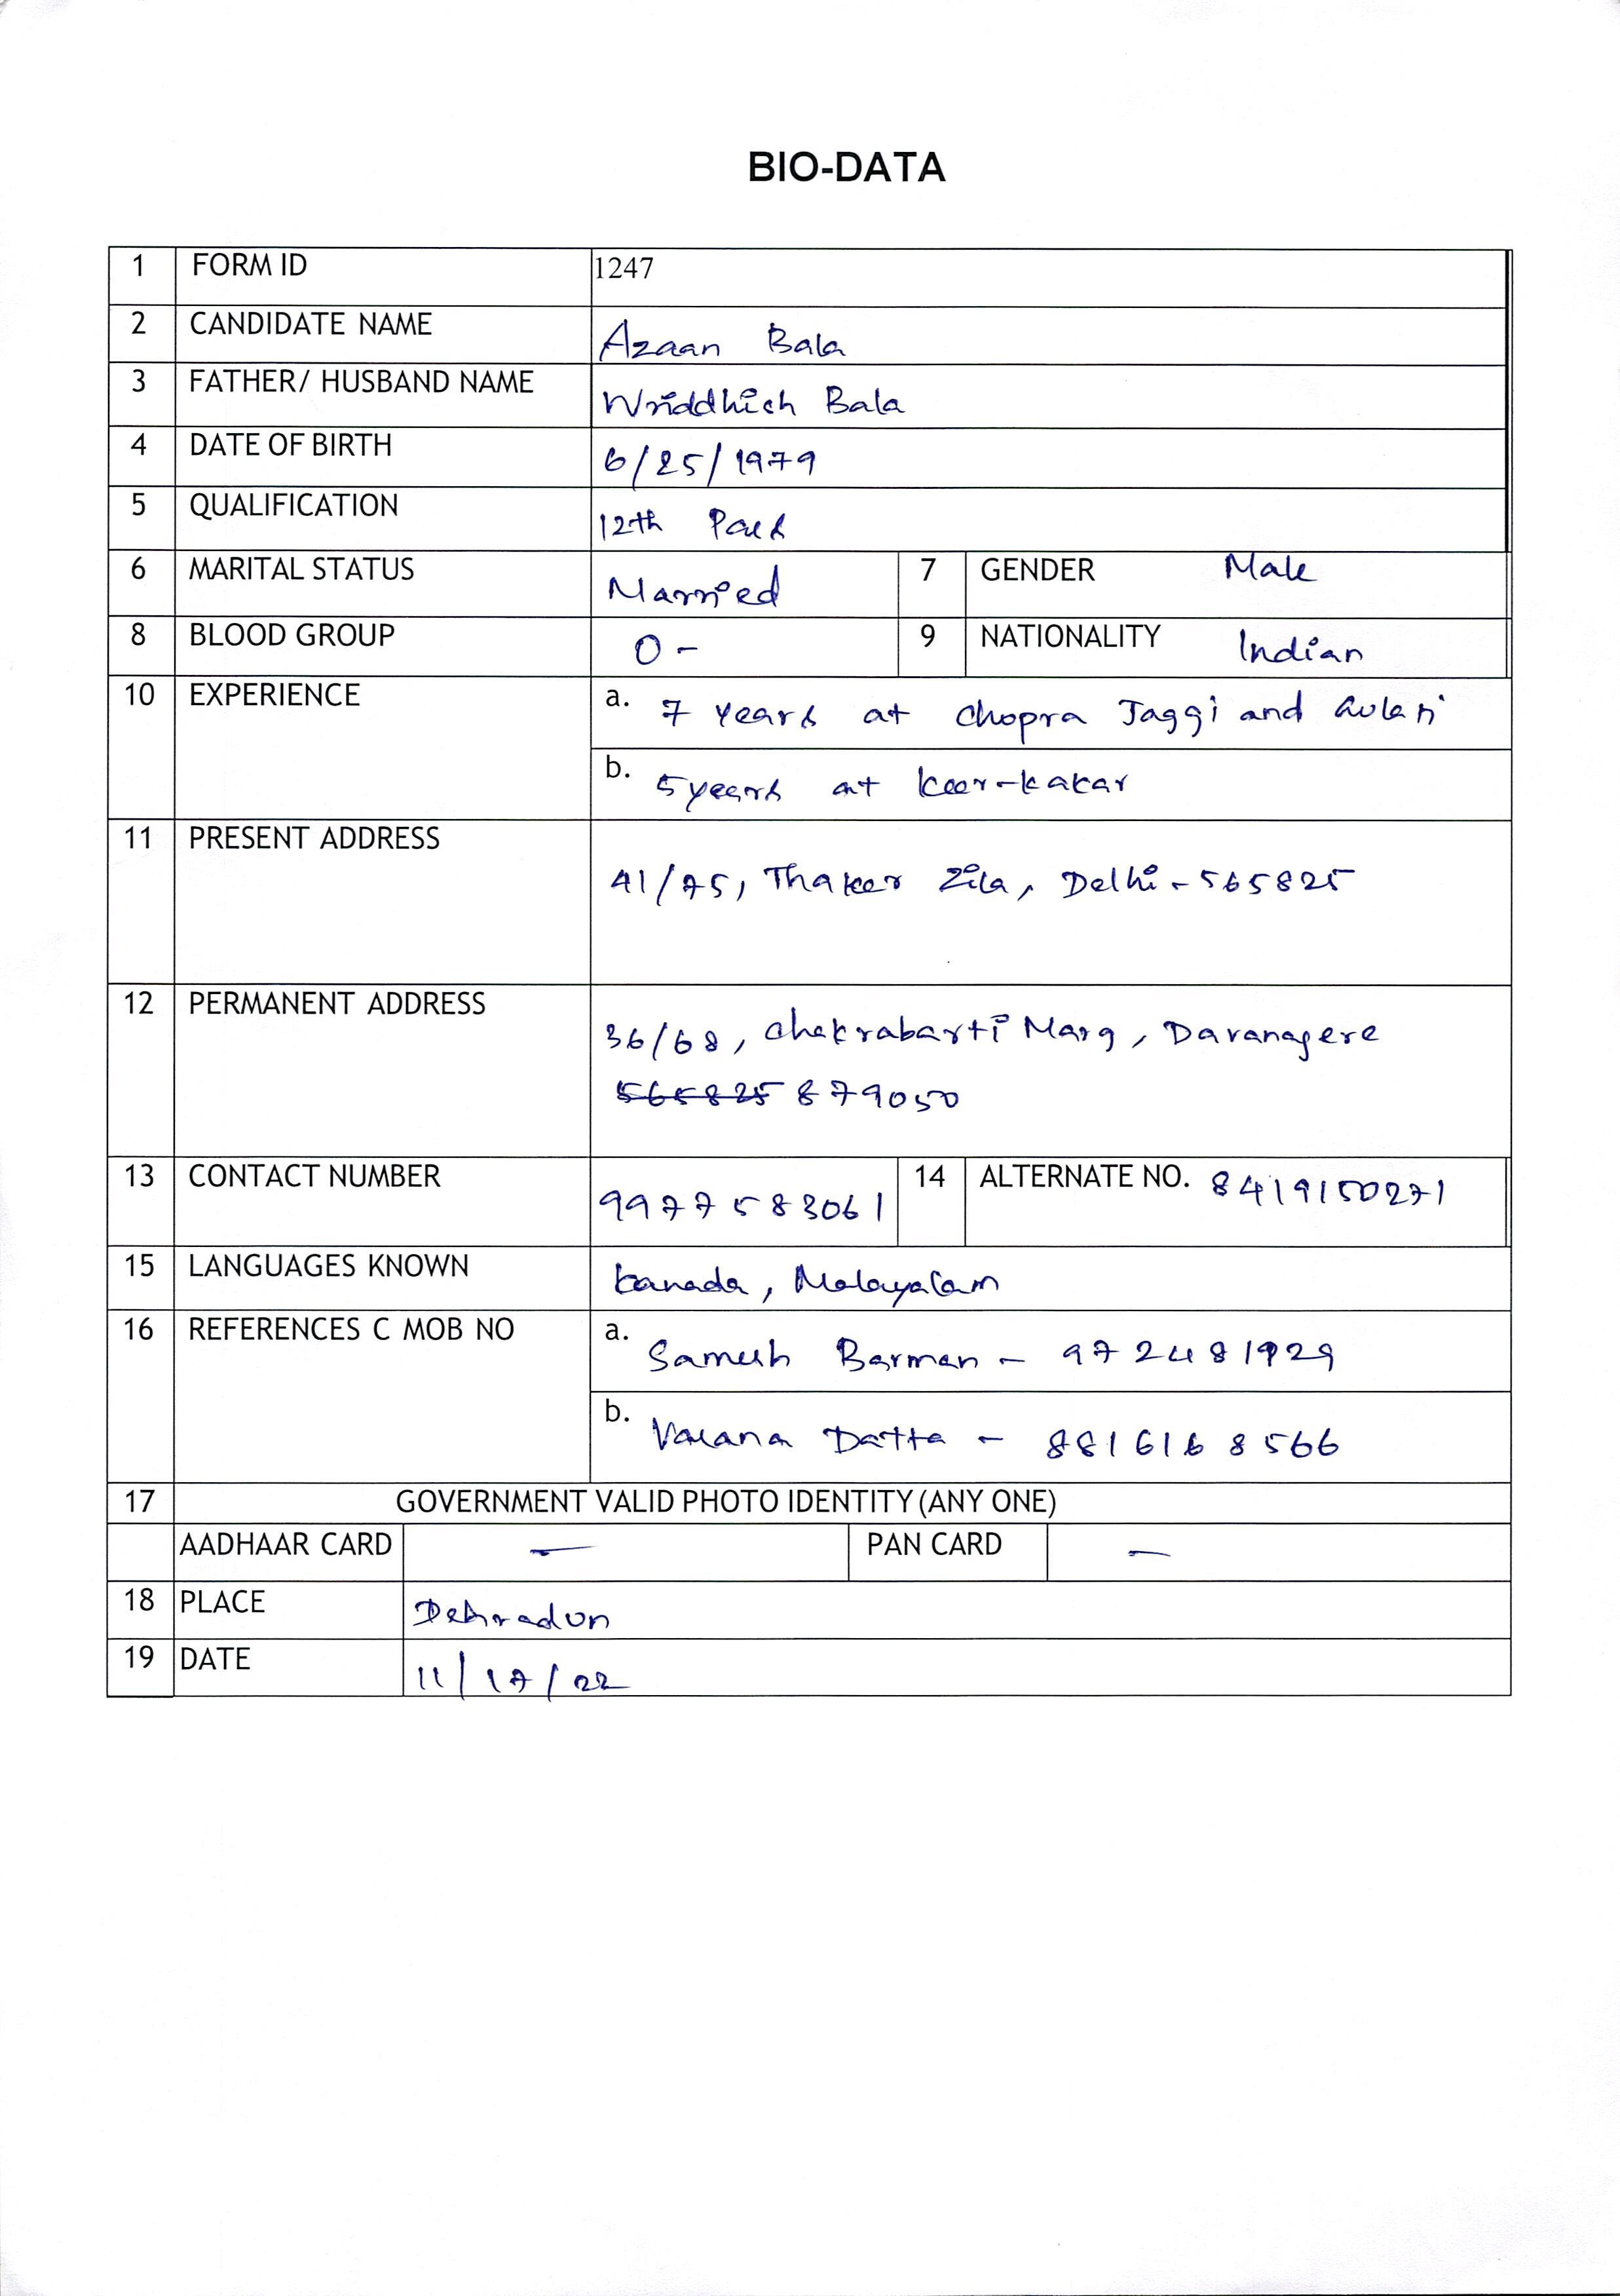 BIO-DATA
1 FORM ID 1247
2 CANDIDATE NAME Azaan Bala
3 FATHER/ HUSBAND NAME Wriddhish Bala
4 DATE OF BIRTH 6/25/1979
5 QUALIFICATION 12th Pass
6 MARITAL STATUS Married 7 GENDER Male
8 BLOOD GROUP O- 9 NATIONALITY Indian
10 EXPERIENCE a. 7 years at Chopra Jaggi and Gulati
b. 5 years at Keer-Kakar
11 PRESENT ADDRESS
41/75, Thaker Zila, Delhi - 565825
12 PERMANENT ADDRESS
36/68, Chakrabarti Marg, Davanagere
565825 879050
13 CONTACT NUMBER 9977583061 14 ALTERNATE NO. 8419150271
15 LANGUAGES KNOWN Kanada, Malayalam
16 REFERENCES C MOB NO a. Barman - 972481929
b. Datta - 8816168566
17 GOVERNMENT VALID PHOTO IDENTITY (ANY ONE)
AADHAAR CARD - PAN CARD -
18 PLACE Dehradun
19 DATE 11/17/22